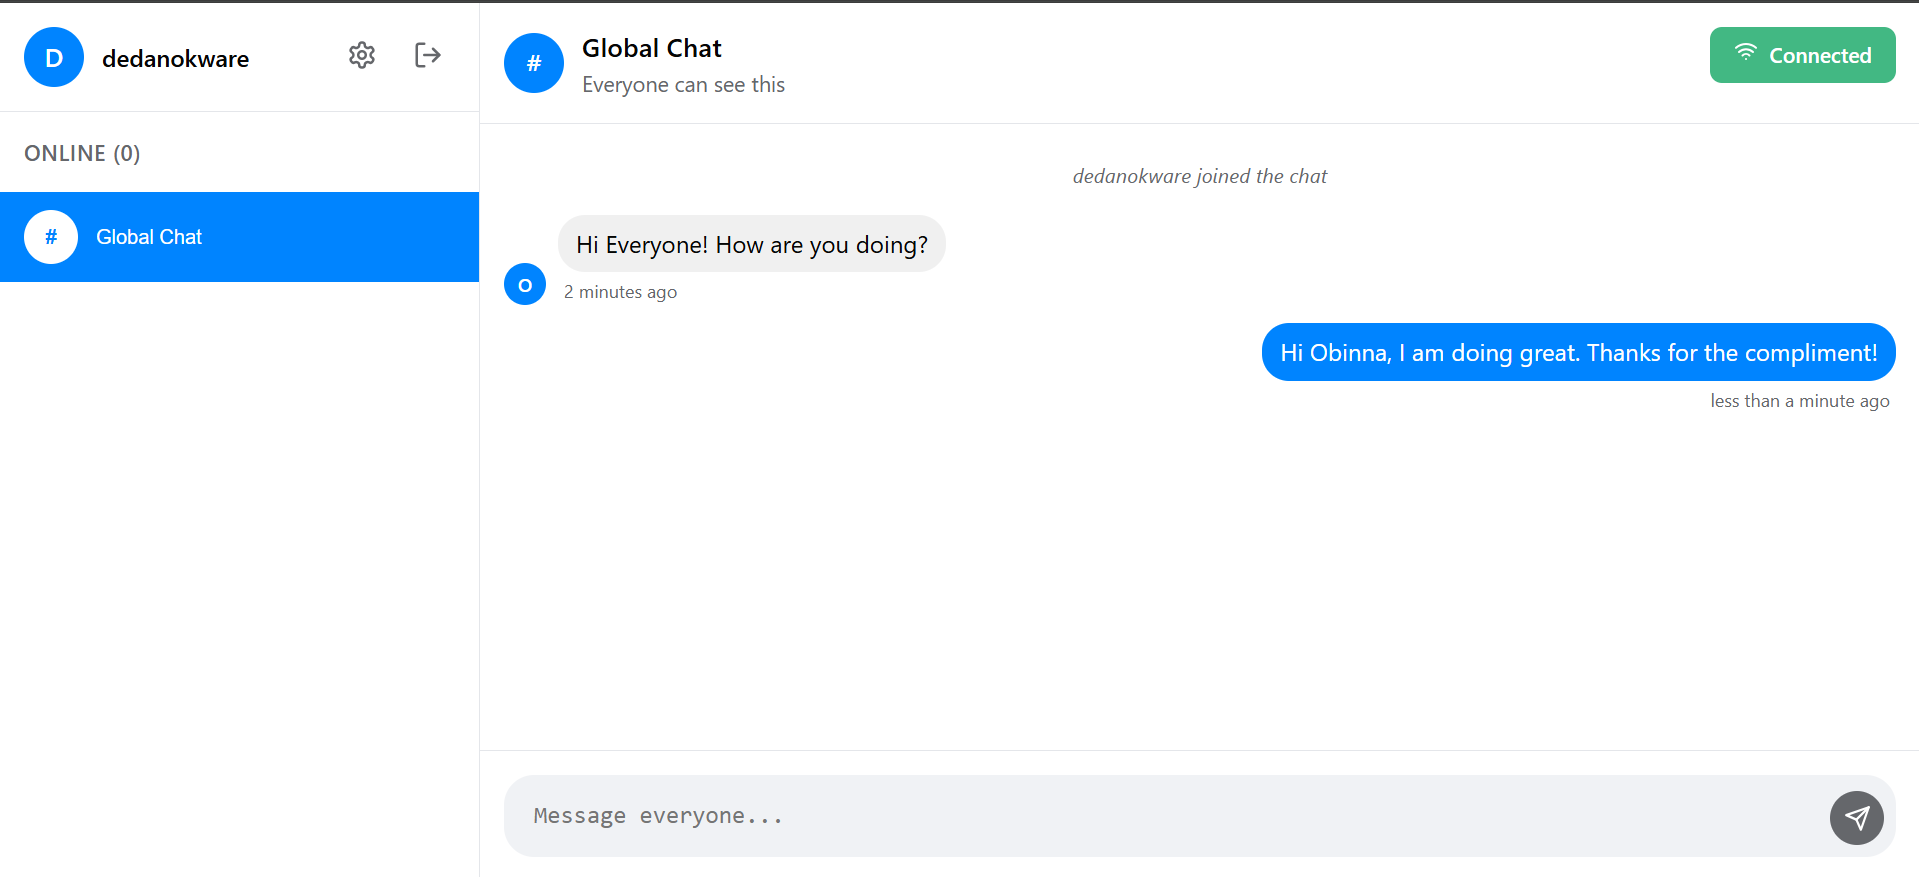 D
dedanokware
ONLINE (0)
#
Global Chat
#
Global Chat
Everyone can see this
Connected
dedanokware joined the chat
Hi Everyone! How are you doing?
O
2 minutes ago
Hi Obinna, I am doing great. Thanks for the compliment!
less than a minute ago
Message everyone...